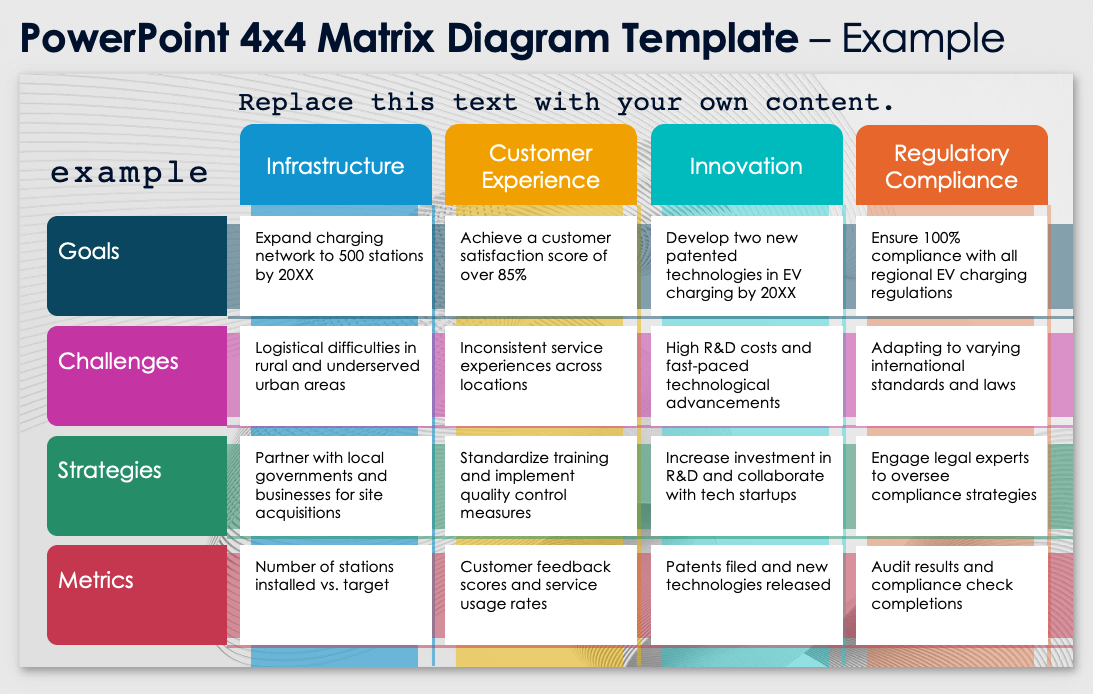 PowerPoint 4x4 Matrix Diagram Template – Example
Replace this text with your own content.
example
Infrastructure
Customer
Experience
Innovation
Regulatory
Compliance
Goals
Expand charging
network to 500 stations
by 20XX
Achieve a customer
satisfaction score of
over 85%
Develop two new
patented
technologies in EV
charging by 20XX
Ensure 100%
compliance with all
regional EV charging
regulations
Challenges
Logistical difficulties in
rural and underserved
urban areas
Inconsistent service
experiences across
locations
High R&D costs and
fast-paced
technological
advancements
Adapting to varying
international
standards and laws
Strategies
Partner with local
governments and
businesses for site
acquisitions
Standardize training
and implement
quality control
measures
Increase investment in
R&D and collaborate
with tech startups
Engage legal experts
to oversee
compliance strategies
Metrics
Number of stations
installed vs. target
Customer feedback
scores and service
usage rates
Patents filed and new
technologies released
Audit results and
compliance check
completions